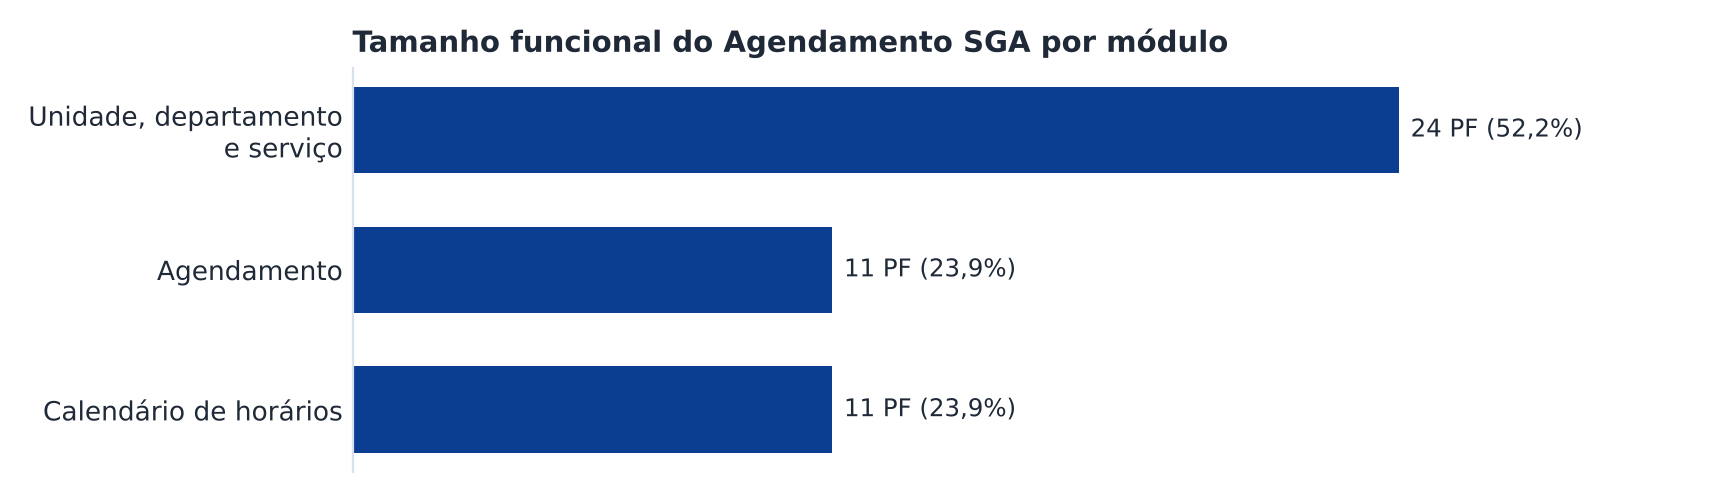 Tamanho funcional do Agendamento SGA por módulo
Unidade, departamento
e serviço
24 PF (52,2%)
Agendamento
11 PF (23,9%)
Calendário de horários
11 PF (23,9%)